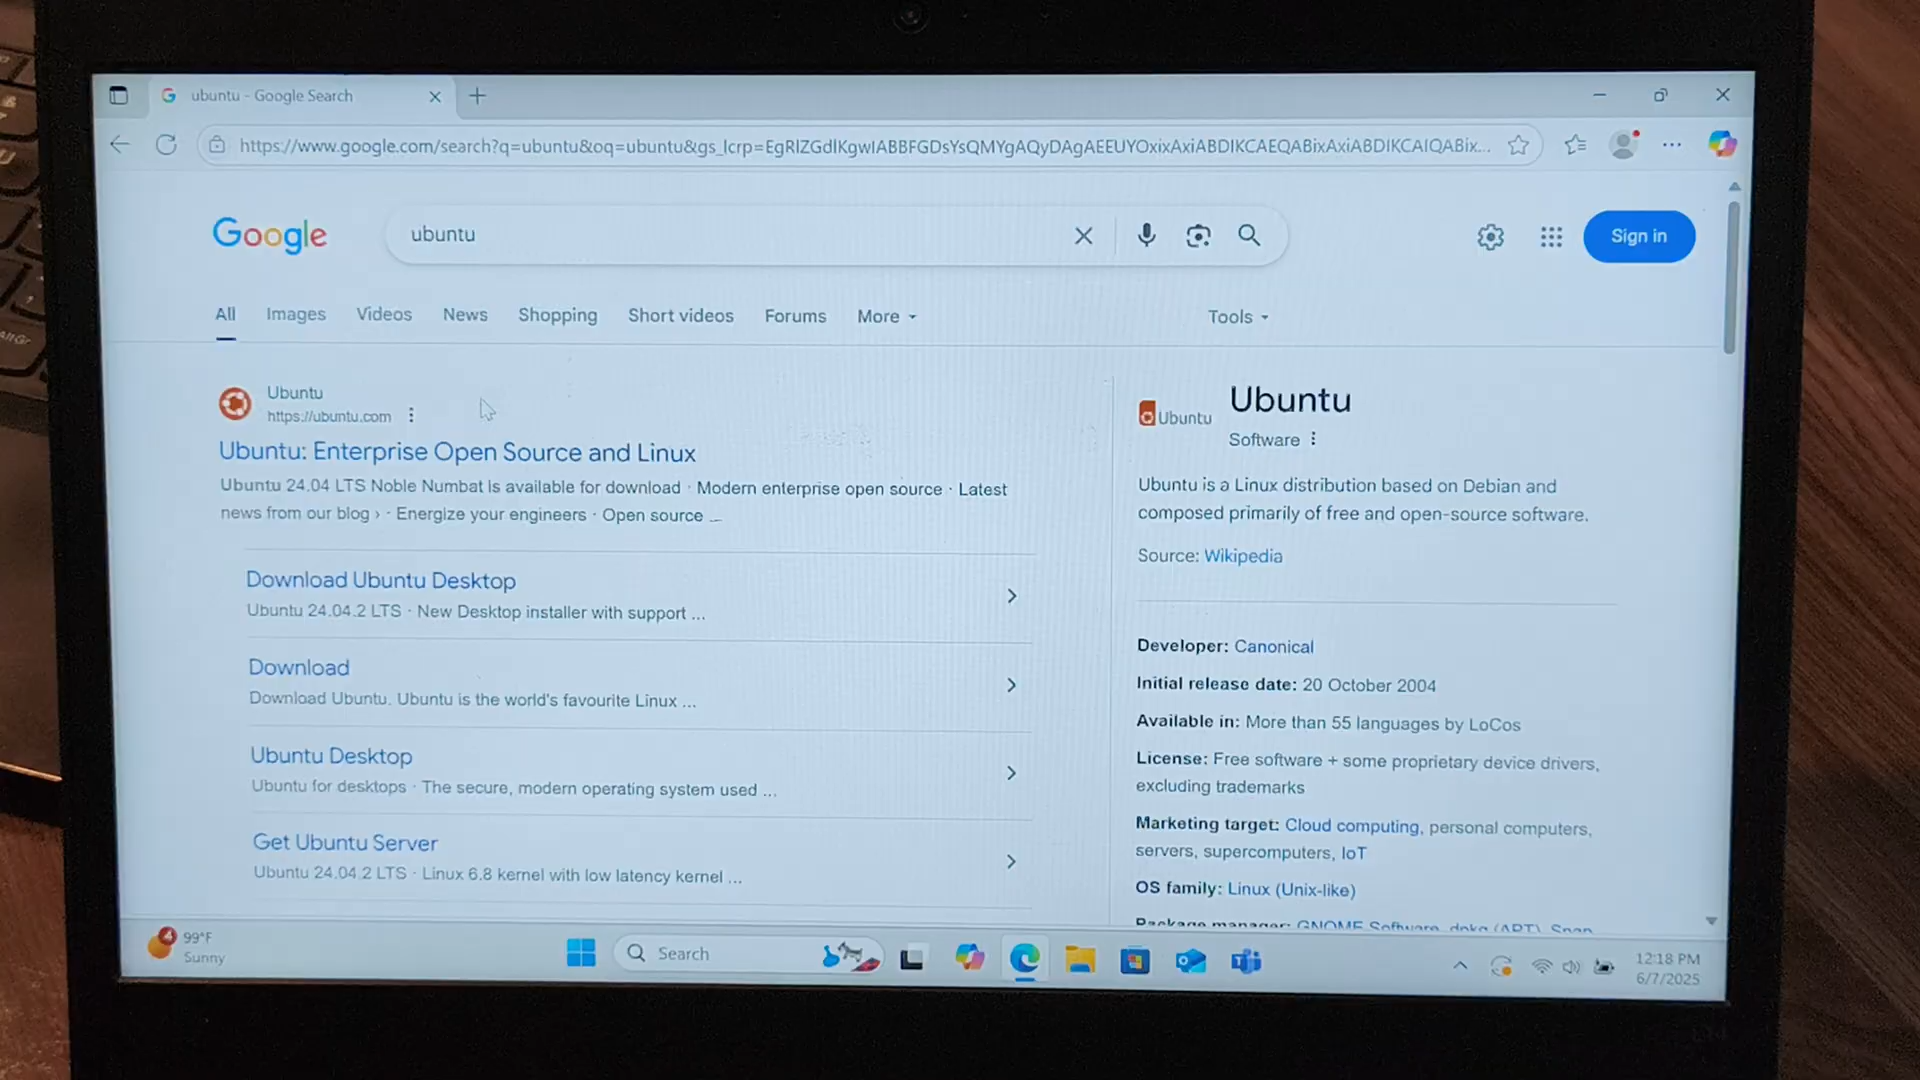 ubuntu - Google Search
https://www.google.com/search?q=ubuntu&oq=ubuntu&gs_lcrp=
Google
ubuntu
Sign in
All Images Videos News Shopping Short videos Forums More Tools
Ubuntu
https://ubuntu.com
Ubuntu: Enterprise Open Source and Linux
Ubuntu 24.04 LTS Noble Numbat is available for download · Modern enterprise open source · Latest
news from our blog › · Energize your engineers · Open source ...
Download Ubuntu Desktop
Ubuntu 24.04.2 LTS · New Desktop installer with support ...
Download
Download Ubuntu. Ubuntu is the world's favourite Linux ...
Ubuntu Desktop
Ubuntu for desktops · The secure, modern operating system used ...
Get Ubuntu Server
Ubuntu 24.04.2 LTS · Linux 6.8 kernel with low latency kernel ...
Ubuntu
Ubuntu
Software
Ubuntu is a Linux distribution based on Debian and
composed primarily of free and open-source software.
Source: Wikipedia
Developer: Canonical
Initial release date: 20 October 2004
Available in: More than 55 languages by LoCos
License: Free software + some proprietary device drivers,
excluding trademarks
Marketing target: Cloud computing, personal computers,
servers, supercomputers, IoT
OS family: Linux (Unix-like)
Package manager: GNOME Software, dpkg (APT), Snap
4
99°F
Sunny
Search
12:18 PM
6/7/2025